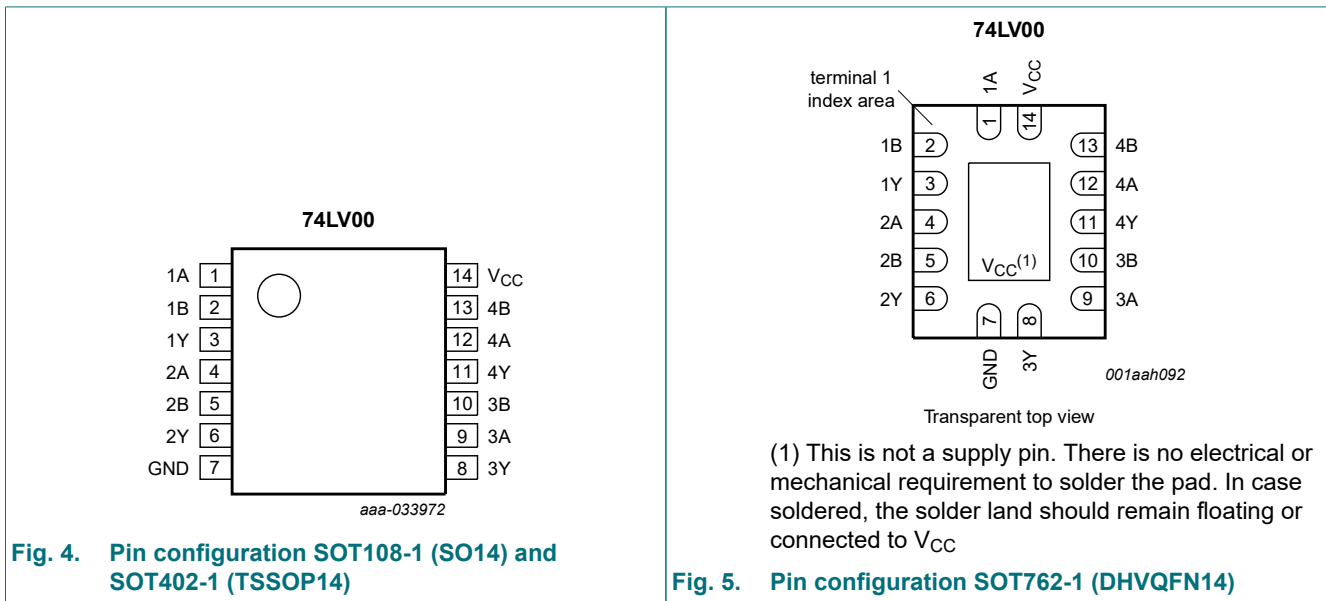 74LV00
1A 1
14 VCC
1B 2
13 4B
1Y 3
12 4A
2A 4
11 4Y
2B 5
10 3B
2Y 6
9 3A
GND 7
8 3Y
aaa-033972
Fig. 4. Pin configuration SOT108-1 (SO14) and
SOT402-1 (TSSOP14)
74LV00
terminal 1
index area
1A
VCC
1
14
1B 2
13 4B
1Y 3
12 4A
2A 4
11 4Y
2B 5
10 3B
VCC(1)
2Y 6
9 3A
7
8
GND
3Y
001aah092
Transparent top view
(1) This is not a supply pin. There is no electrical or
mechanical requirement to solder the pad. In case
soldered, the solder land should remain floating or
connected to VCC
Fig. 5. Pin configuration SOT762-1 (DHVQFN14)